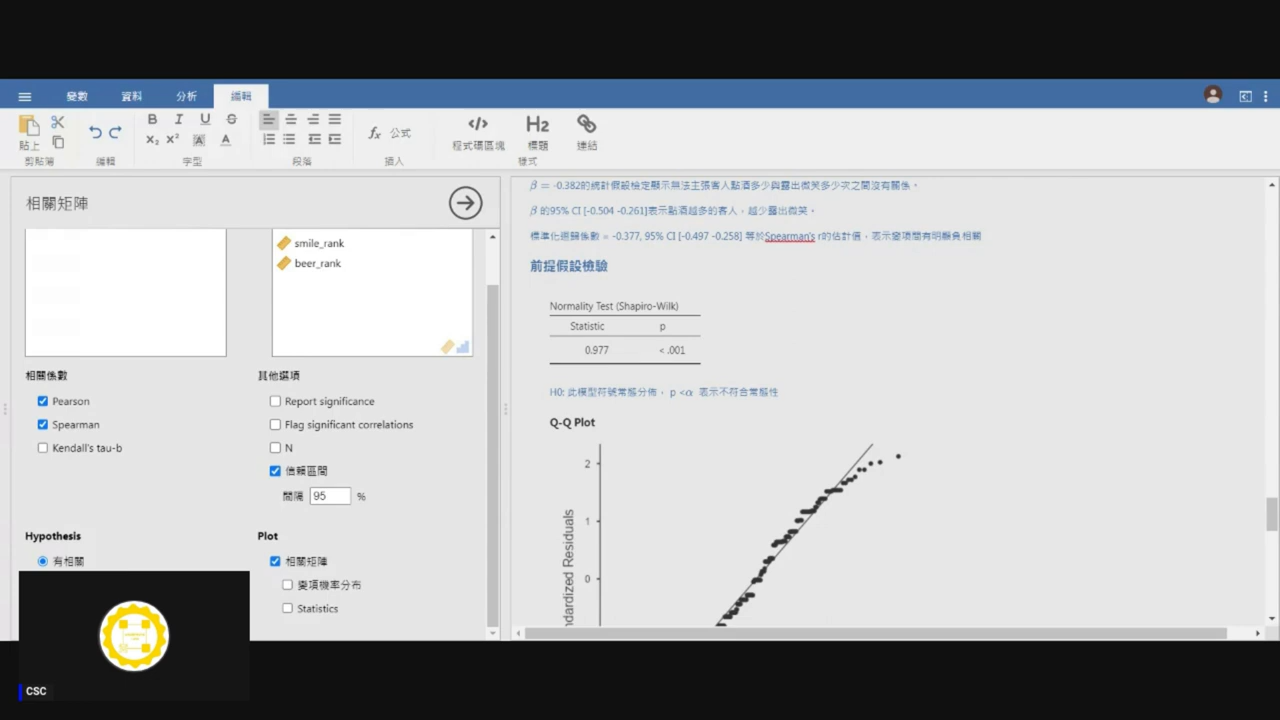 變數
資料
分析
編輯
B I U S
貼上
剪貼簿
編輯
X₂ X² A A
字型
段落
fx 公式
插入
程式碼區塊
H2
標題
連結
樣式
相關矩陣
smile_rank
beer_rank
相關係數
Pearson
Spearman
Kendall's tau-b
其他選項
Report significance
Flag significant correlations
N
信賴區間
間隔 95 %
Hypothesis
有相關
Plot
相關矩陣
變項機率分布
Statistics
CSC
β = -0.382的統計假設檢定顯示無法主張客人點酒多少與露出微笑多少次之間沒有關係。
β 的95% CI [-0.504 -0.261]表示點酒越多的客人，越少露出微笑。
標準化迴歸係數 = -0.377, 95% CI [-0.497 -0.258] 等於Spearman's r的估計值，表示變項間有明顯負相關
前提假設檢驗
Normality Test (Shapiro-Wilk)
Statistic p
0.977 < .001
H0: 此模型符號常態分佈， p <α 表示不符合常態性
Q-Q Plot
2
1
0
ndardized Residuals